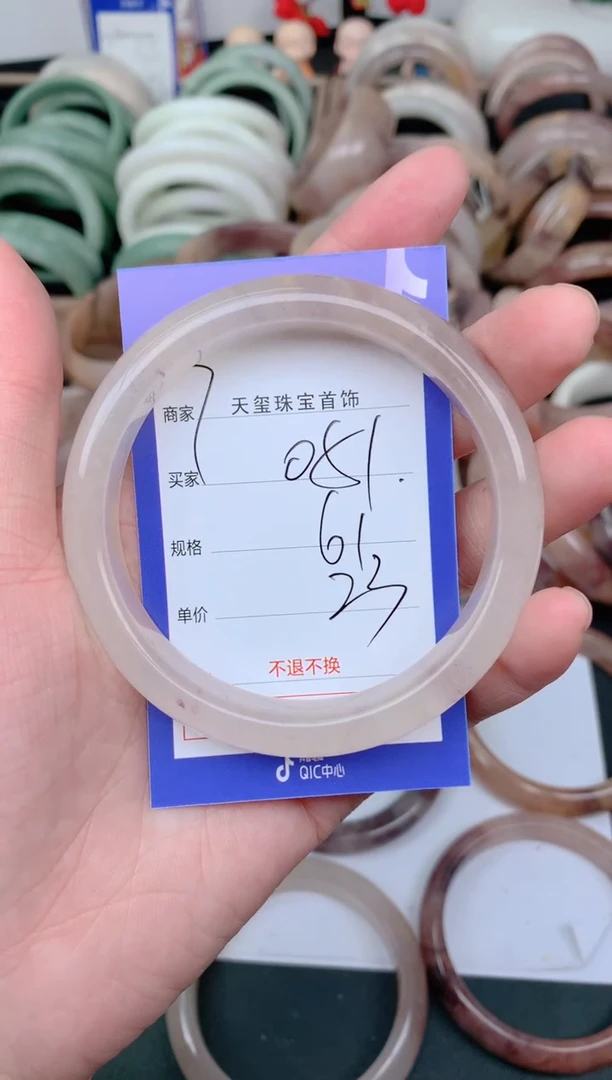 商家 天玺珠宝首饰
买家 081.
规格 61
单价 23
不退不换
QIC中心